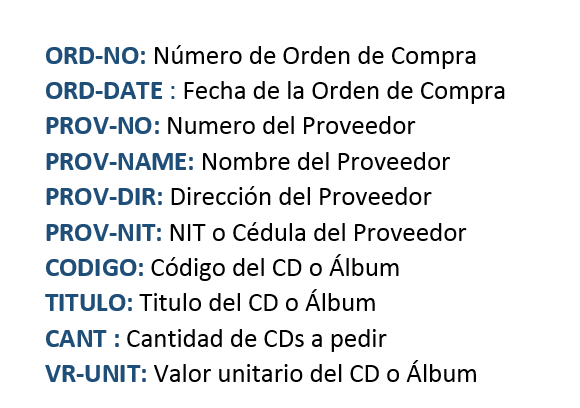 ORD-NO: Número de Orden de Compra
ORD-DATE : Fecha de la Orden de Compra
PROV-NO: Numero del Proveedor
PROV-NAME: Nombre del Proveedor
PROV-DIR: Dirección del Proveedor
PROV-NIT: NIT o Cédula del Proveedor
CODIGO: Código del CD o Álbum
TITULO: Titulo del CD o Álbum
CANT : Cantidad de CDs a pedir
VR-UNIT: Valor unitario del CD o Álbum